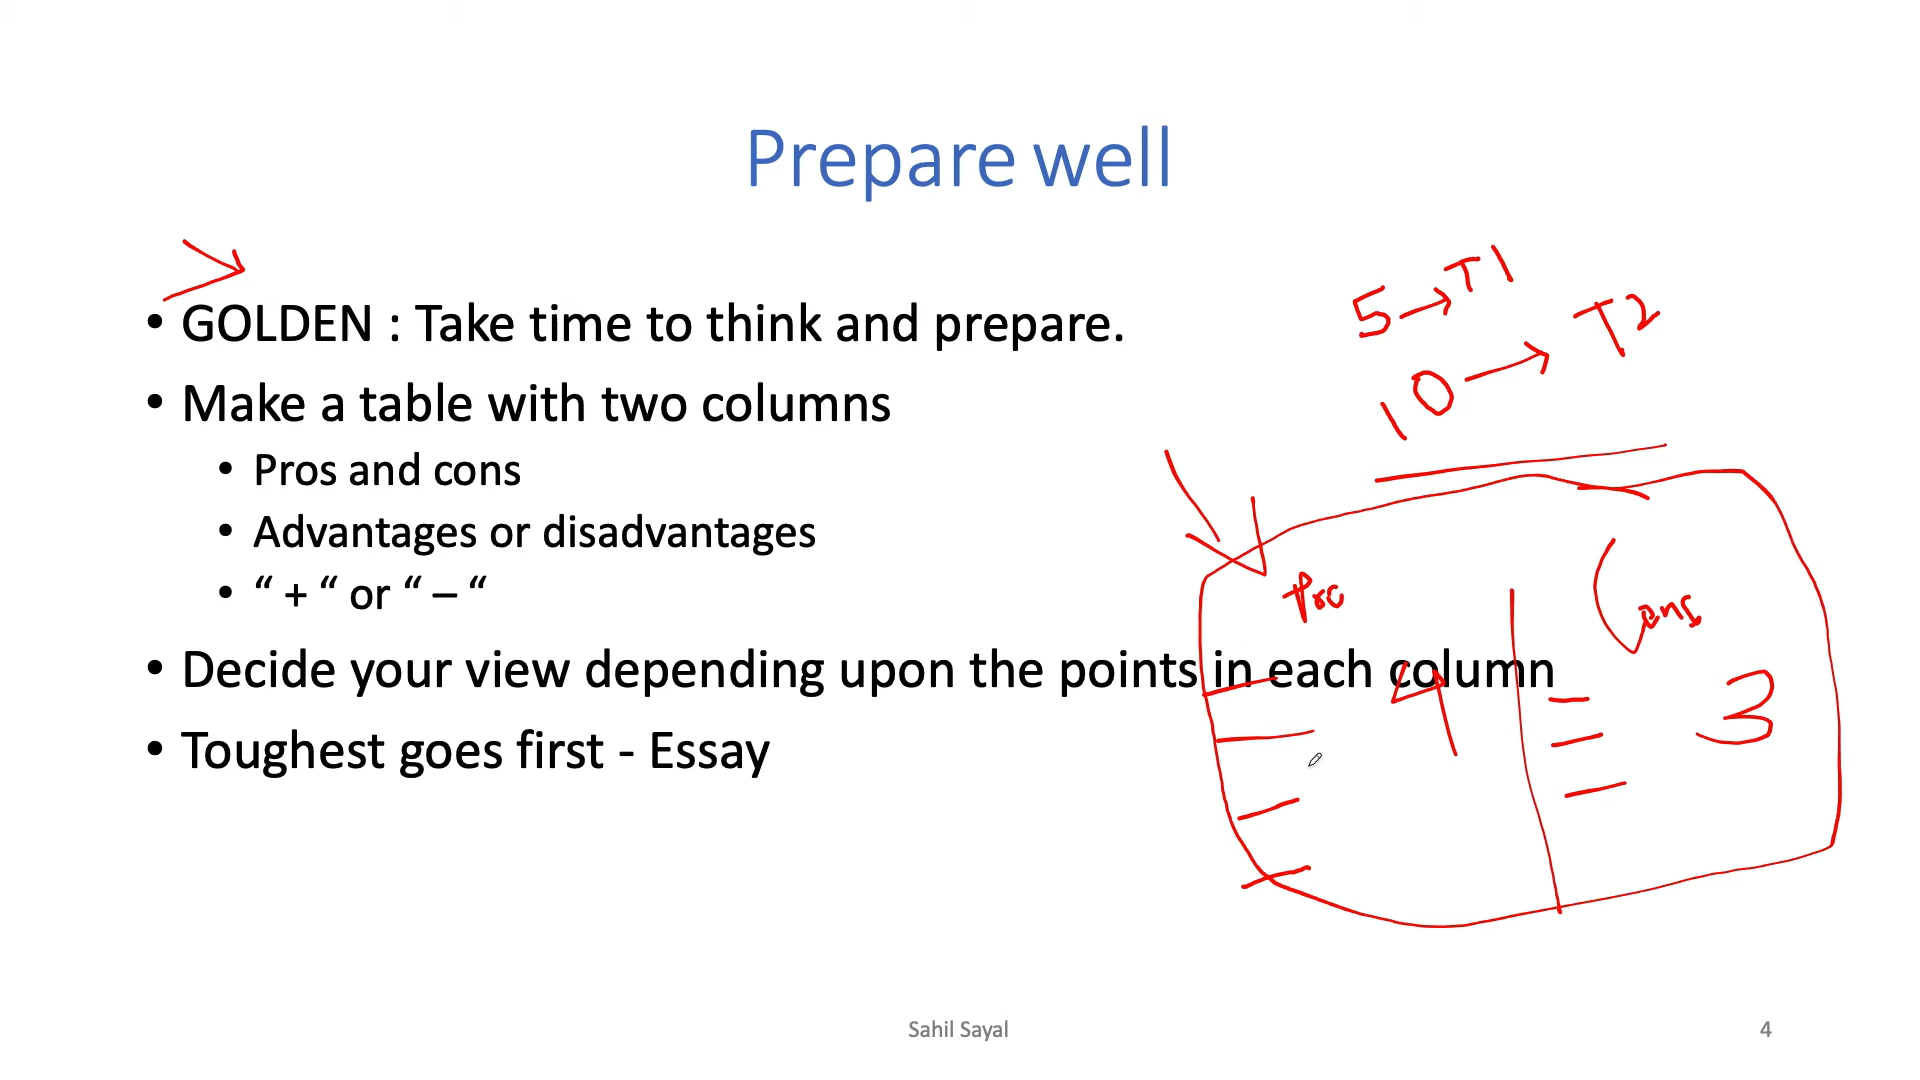 Prepare well
• GOLDEN : Take time to think and prepare.
• Make a table with two columns
• Pros and cons
• Advantages or disadvantages
• “ + “ or “ – “
• Decide your view depending upon the points in each column
• Toughest goes first - Essay
5 → T1
10 → T2
Pro
Cons
4
3
Sahil Sayal
4